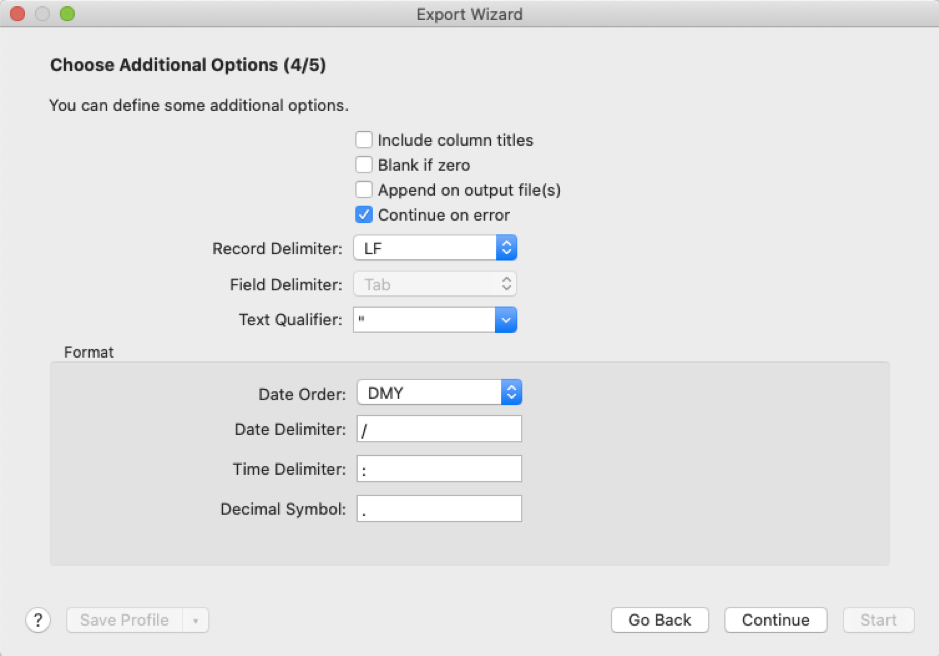 Export Wizard
Choose Additional Options (4/5)
You can define some additional options.
Include column titles
Blank if zero
Append on output file(s)
Continue on error
Record Delimiter: LF
Field Delimiter: Tab
Text Qualifier: "
Format
Date Order: DMY
Date Delimiter: /
Time Delimiter: :
Decimal Symbol: .
? Save Profile Go Back Continue Start